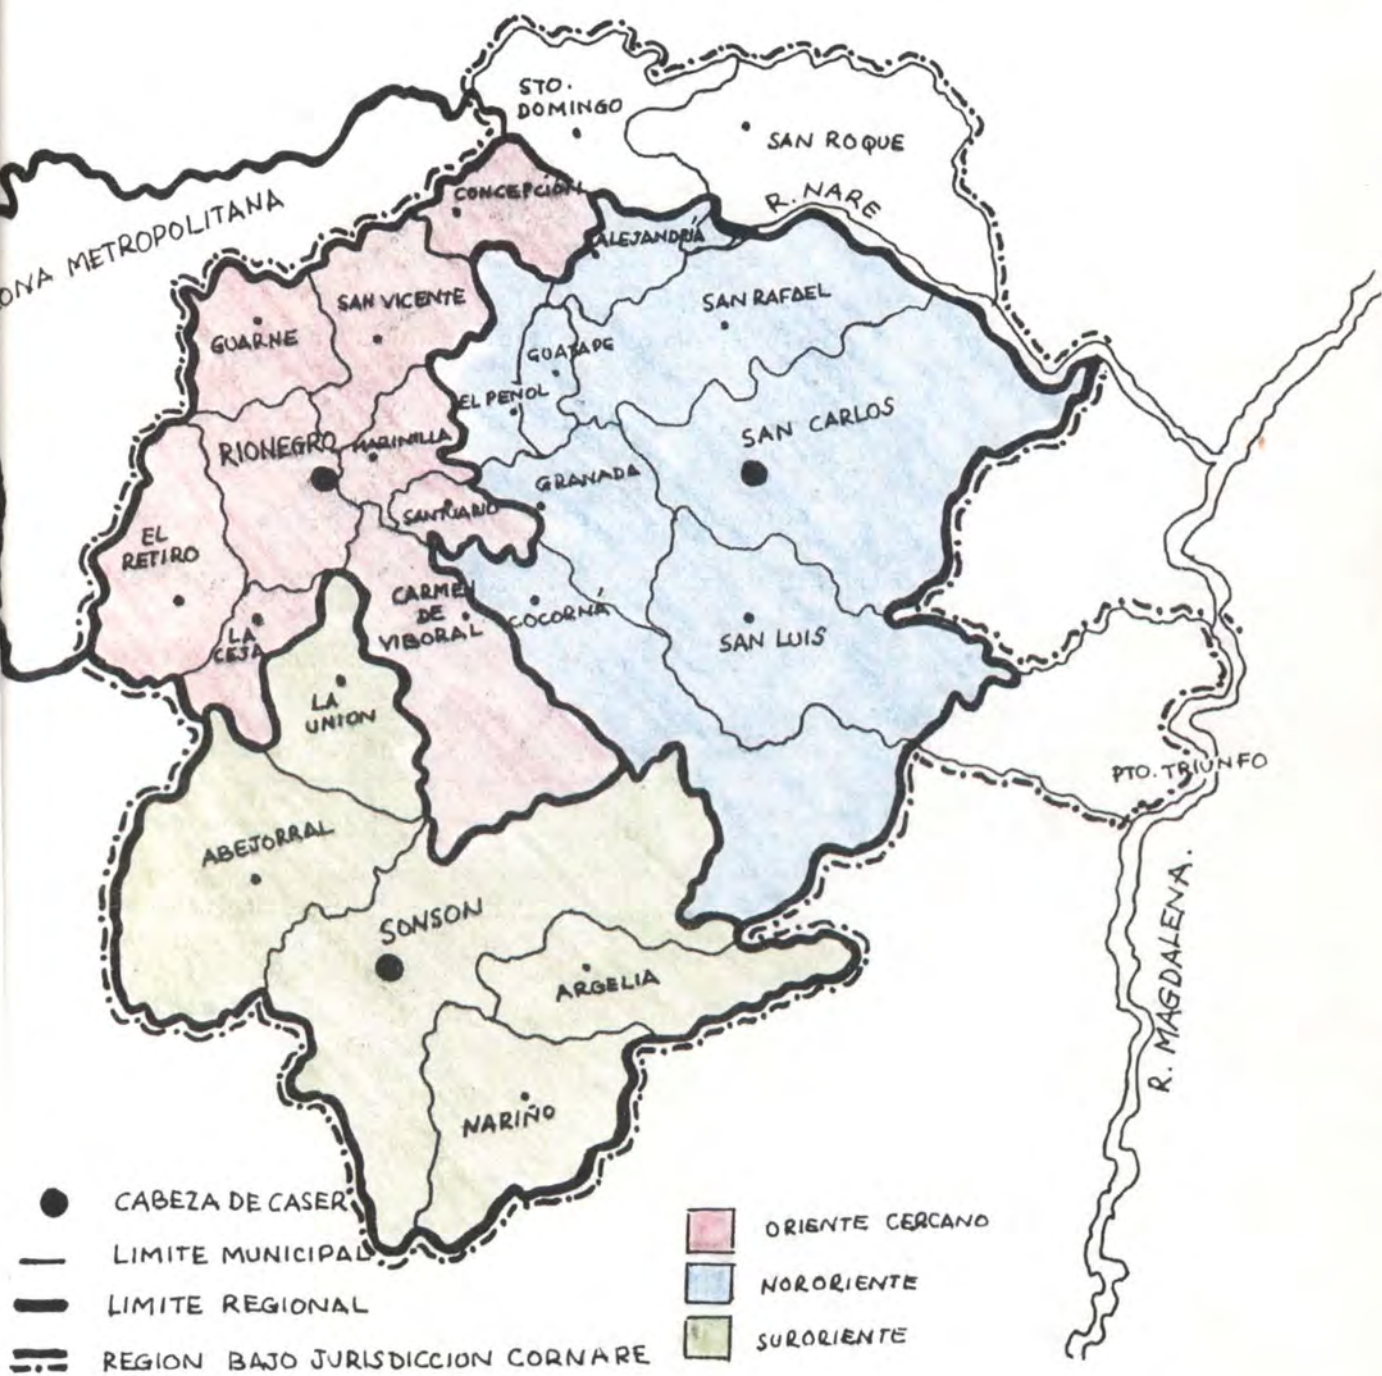 STO.
DOMINGO
SAN ROQUE
R. NARE
CONCEPCIÓN
ONA METROPOLITANA
ALEJANDRÍA
SAN VICENTE
SAN RAFAEL
GUARNE
GUATAPE
EL PEÑOL
SAN CARLOS
RIONEGRO
MARINILLA
GRANADA
SANTUARIO
EL
RETIRO
CARMEN
DE
VIBORAL
COCORNÁ
SAN LUIS
LA
CEJA
LA
UNION
PTO. TRIUNFO
ABEJORRAL
SONSON
ARGELIA
R. MAGDALENA.
NARIÑO
CABEZA DE CASER
LIMITE MUNICIPAL
LIMITE REGIONAL
REGION BAJO JURISDICCION CORNARE
ORIENTE CERCANO
NORORIENTE
SURORIENTE